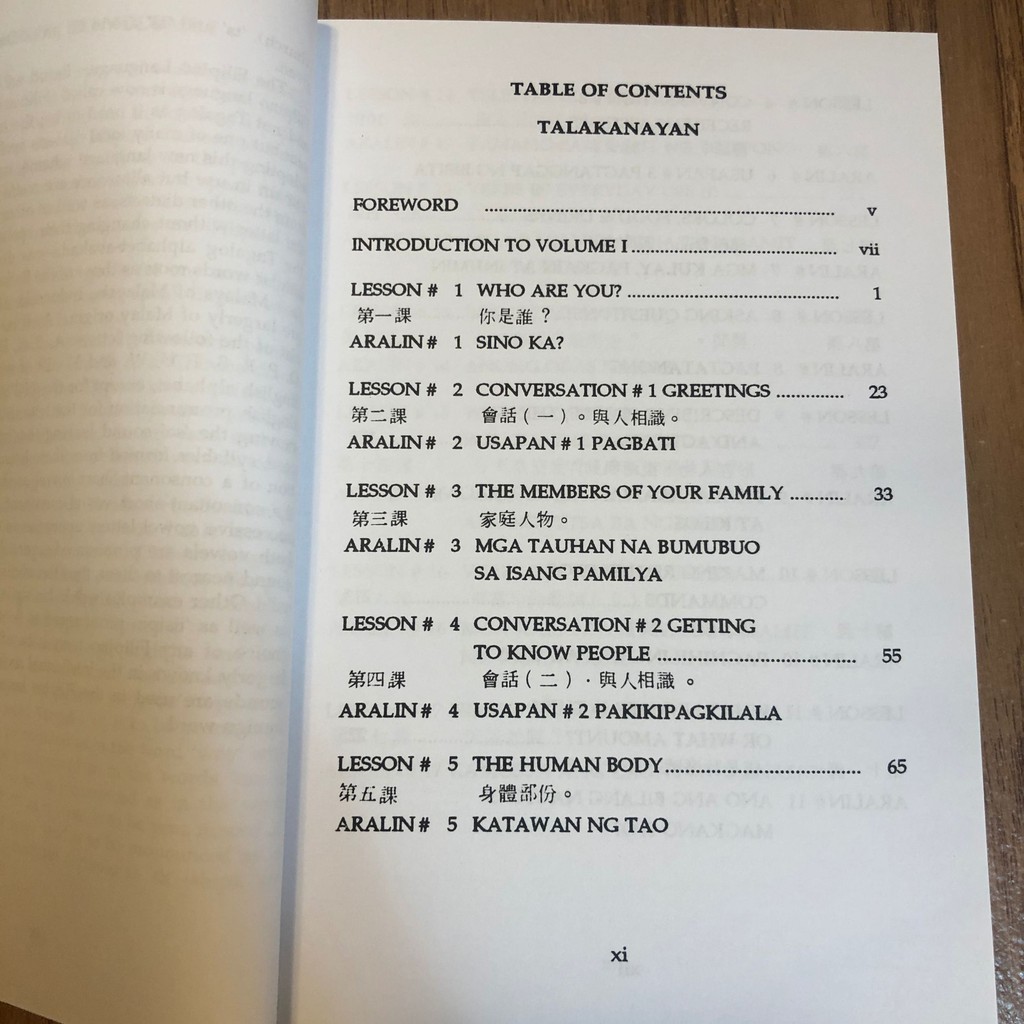 TABLE OF CONTENTS
TALAKANAYAN
FOREWORD .......... v
INTRODUCTION TO VOLUME I .......... vii
LESSON # 1 WHO ARE YOU? .......... 1
第一課 你是誰？
ARALIN # 1 SINO KA?
LESSON # 2 CONVERSATION # 1 GREETINGS .......... 23
第二課 會話（一）。與人相識。
ARALIN # 2 USAPAN # 1 PAGBATI
LESSON # 3 THE MEMBERS OF YOUR FAMILY .......... 33
第三課 家庭人物。
ARALIN # 3 MGA TAUHAN NA BUMUBUO
SA ISANG PAMILYA
LESSON # 4 CONVERSATION # 2 GETTING
TO KNOW PEOPLE .......... 55
第四課 會話（二）．與人相識。
ARALIN # 4 USAPAN # 2 PAKIKIPAGKILALA
LESSON # 5 THE HUMAN BODY .......... 65
第五課 身體部份。
ARALIN # 5 KATAWAN NG TAO
xi